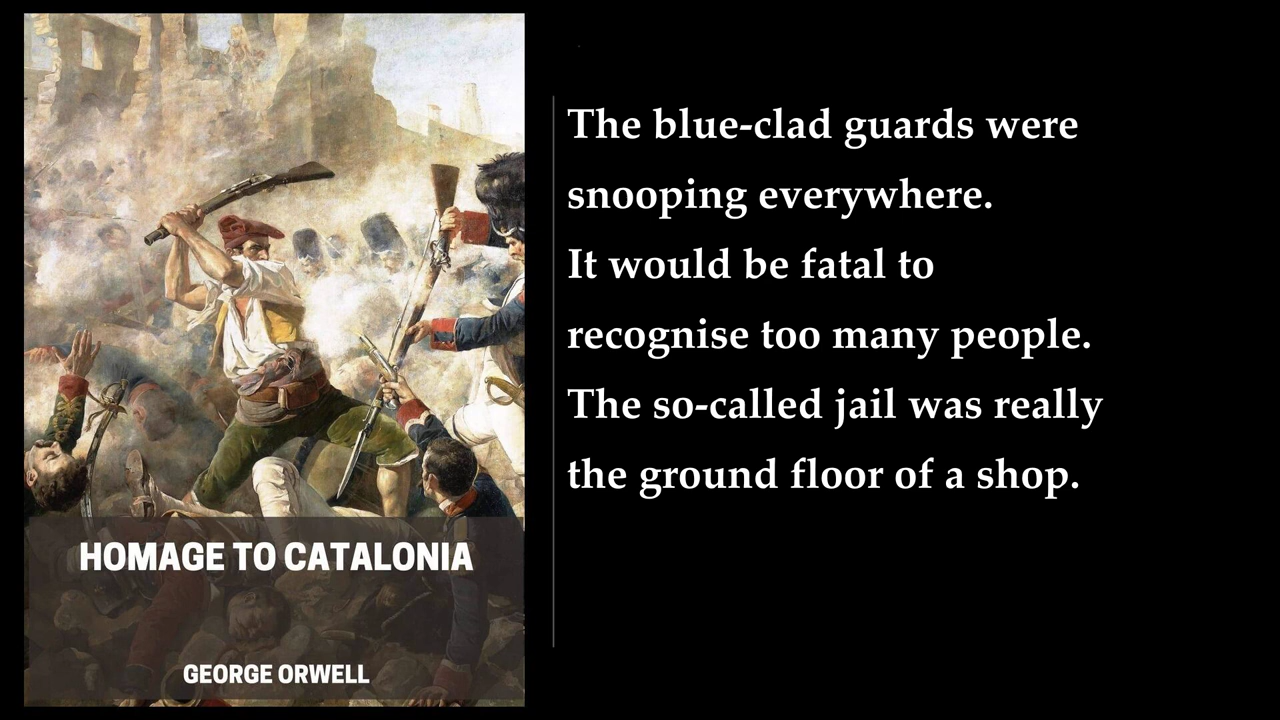 HOMAGE TO CATALONIA
GEORGE ORWELL
The blue-clad guards were
snooping everywhere.
It would be fatal to
recognise too many people.
The so-called jail was really
the ground floor of a shop.